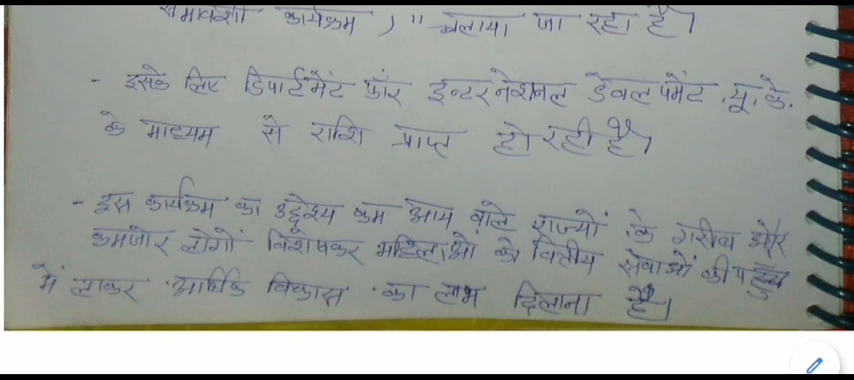 समावेशी कार्यक्रम )" चलाया जा रहा है।
- इसके लिए डिपार्टमेंट फॉर इन्टरनेशनल डेवलपमेंट .यू.के.
के माध्यम से राशि प्राप्त हो रही है।
- इस कार्यक्रम का उद्देश्य कम आय वाले राज्यों के गरीब और
कमजोर लोगों विशेषकर महिलाओं को वित्तीय सेवाओं की पहुंच
में लाकर आर्थिक विकास का लाभ दिलाना है।